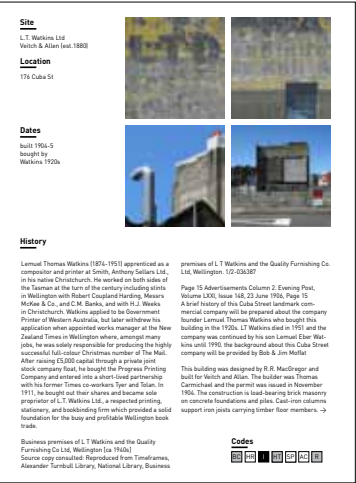 Site
L.T. Watkins Ltd
Veitch & Allen (est.1880)
Location
176 Cuba St
Dates
built 1904-5
bought by
Watkins 1920s
History
Lemuel Thomas Watkins (1874-1951) apprenticed as a
compositor and printer at Smith, Anthony Sellars Ltd.,
in his native Christchurch. He worked on both sides of
the Tasman at the turn of the century including stints
in Wellington with Robert Coupland Harding, Messrs
McKee & Co., and C.M. Banks, and with H.J. Weeks
in Christchurch. Watkins applied to be Government
Printer of Western Australia, but later withdrew his
application when appointed works manager at the New
Zealand Times in Wellington where, amongst many
jobs, he was solely responsible for producing the highly
successful full-colour Christmas number of The Mail.
After raising £5,000 capital through a private joint
stock company float, he bought the Progress Printing
Company and entered into a short-lived partnership
with his former Times co-workers Tyer and Tolan. In
1911, he bought out their shares and became sole
proprietor of L.T. Watkins Ltd., a respected printing,
stationery, and bookbinding firm which provided a solid
foundation for the busy and profitable Wellington book
trade.
Business premises of L T Watkins and the Quality
Furnishing Co Ltd, Wellington [ca 1940s]
Source copy consulted: Reproduced from Timeframes,
Alexander Turnbull Library, National Library, Business
premises of L T Watkins and the Quality Furnishing Co.
Ltd, Wellington. 1/2-036387
Page 15 Advertisements Column 2. Evening Post,
Volume LXXI, Issue 148, 23 June 1906, Page 15
A brief history of this Cuba Street landmark com-
mercial company will be prepared about the company
founder Lemuel Thomas Watkins who bought this
building in the 1920s. LT Watkins died in 1951 and the
company was continued by his son Lemuel Eber Wat-
kins until 1990. the background about this Cuba Street
company will be provided by Bob & Jim Moffat
This building was designed by R.R. MacGregor and
built for Veitch and Allan. The builder was Thomas
Carmichael and the permit was issued in November
1904. The construction is load-bearing brick masonry
on concrete foundations and piles. Cast-iron columns
support iron joists carrying timber floor members. →
Codes
BC HR I HT SP AC R